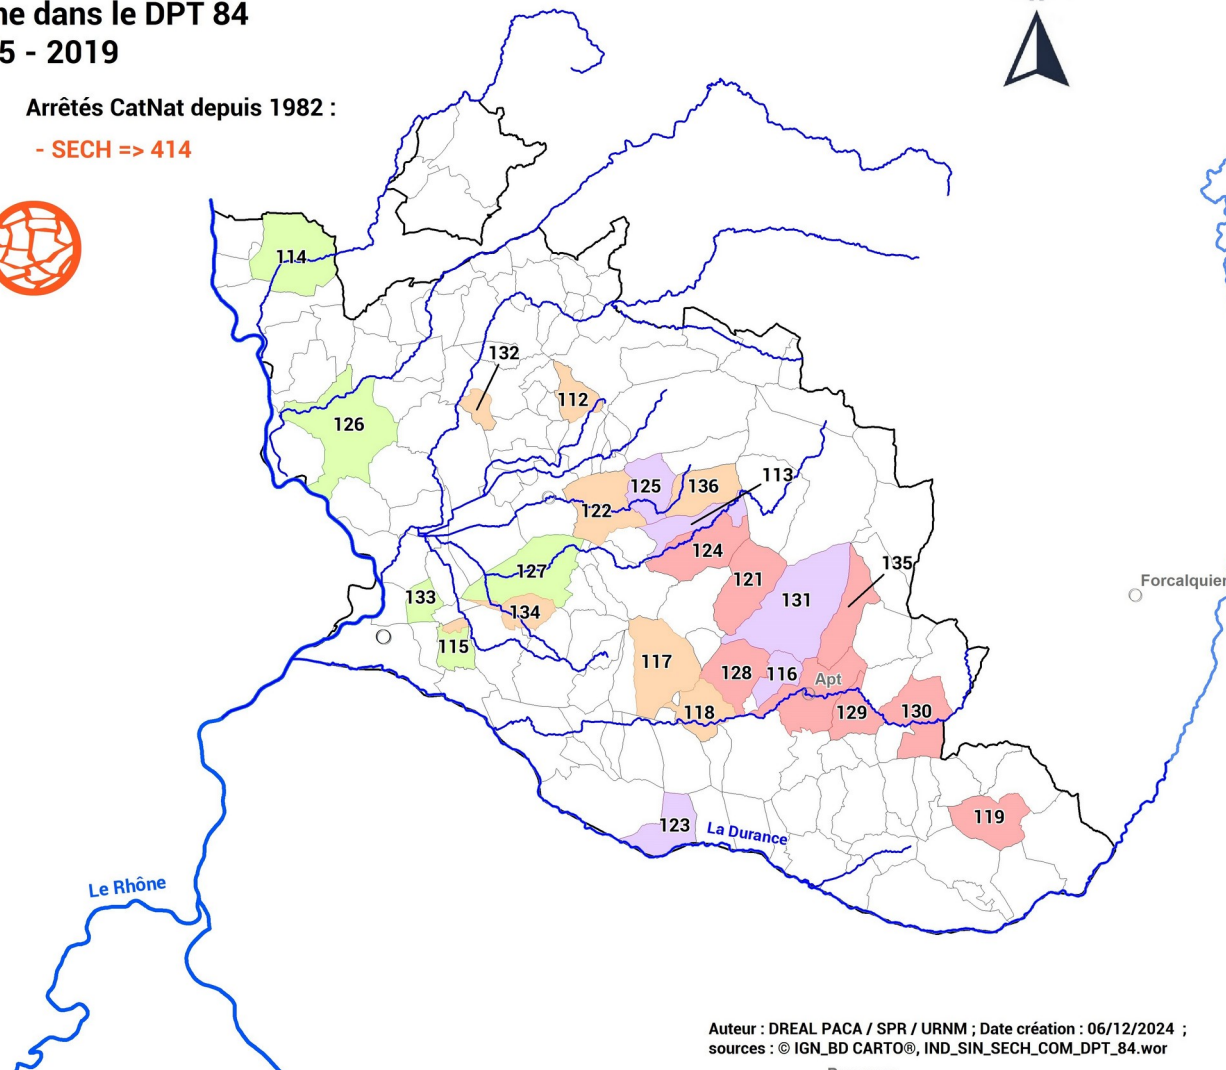 ne dans le DPT 84
5 - 2019
Arrêtés CatNat depuis 1982 :
- SECH => 414
114
132
112
126
113
125
136
122
124
135
127
121
131
133
134
115
117
128
116
Apt
118
129
130
119
123
La Durance
Le Rhône
Forcalquier
Auteur : DREAL PACA / SPR / URNM ; Date création : 06/12/2024 ;
sources : © IGN_BD CARTO®, IND_SIN_SECH_COM_DPT_84.wor